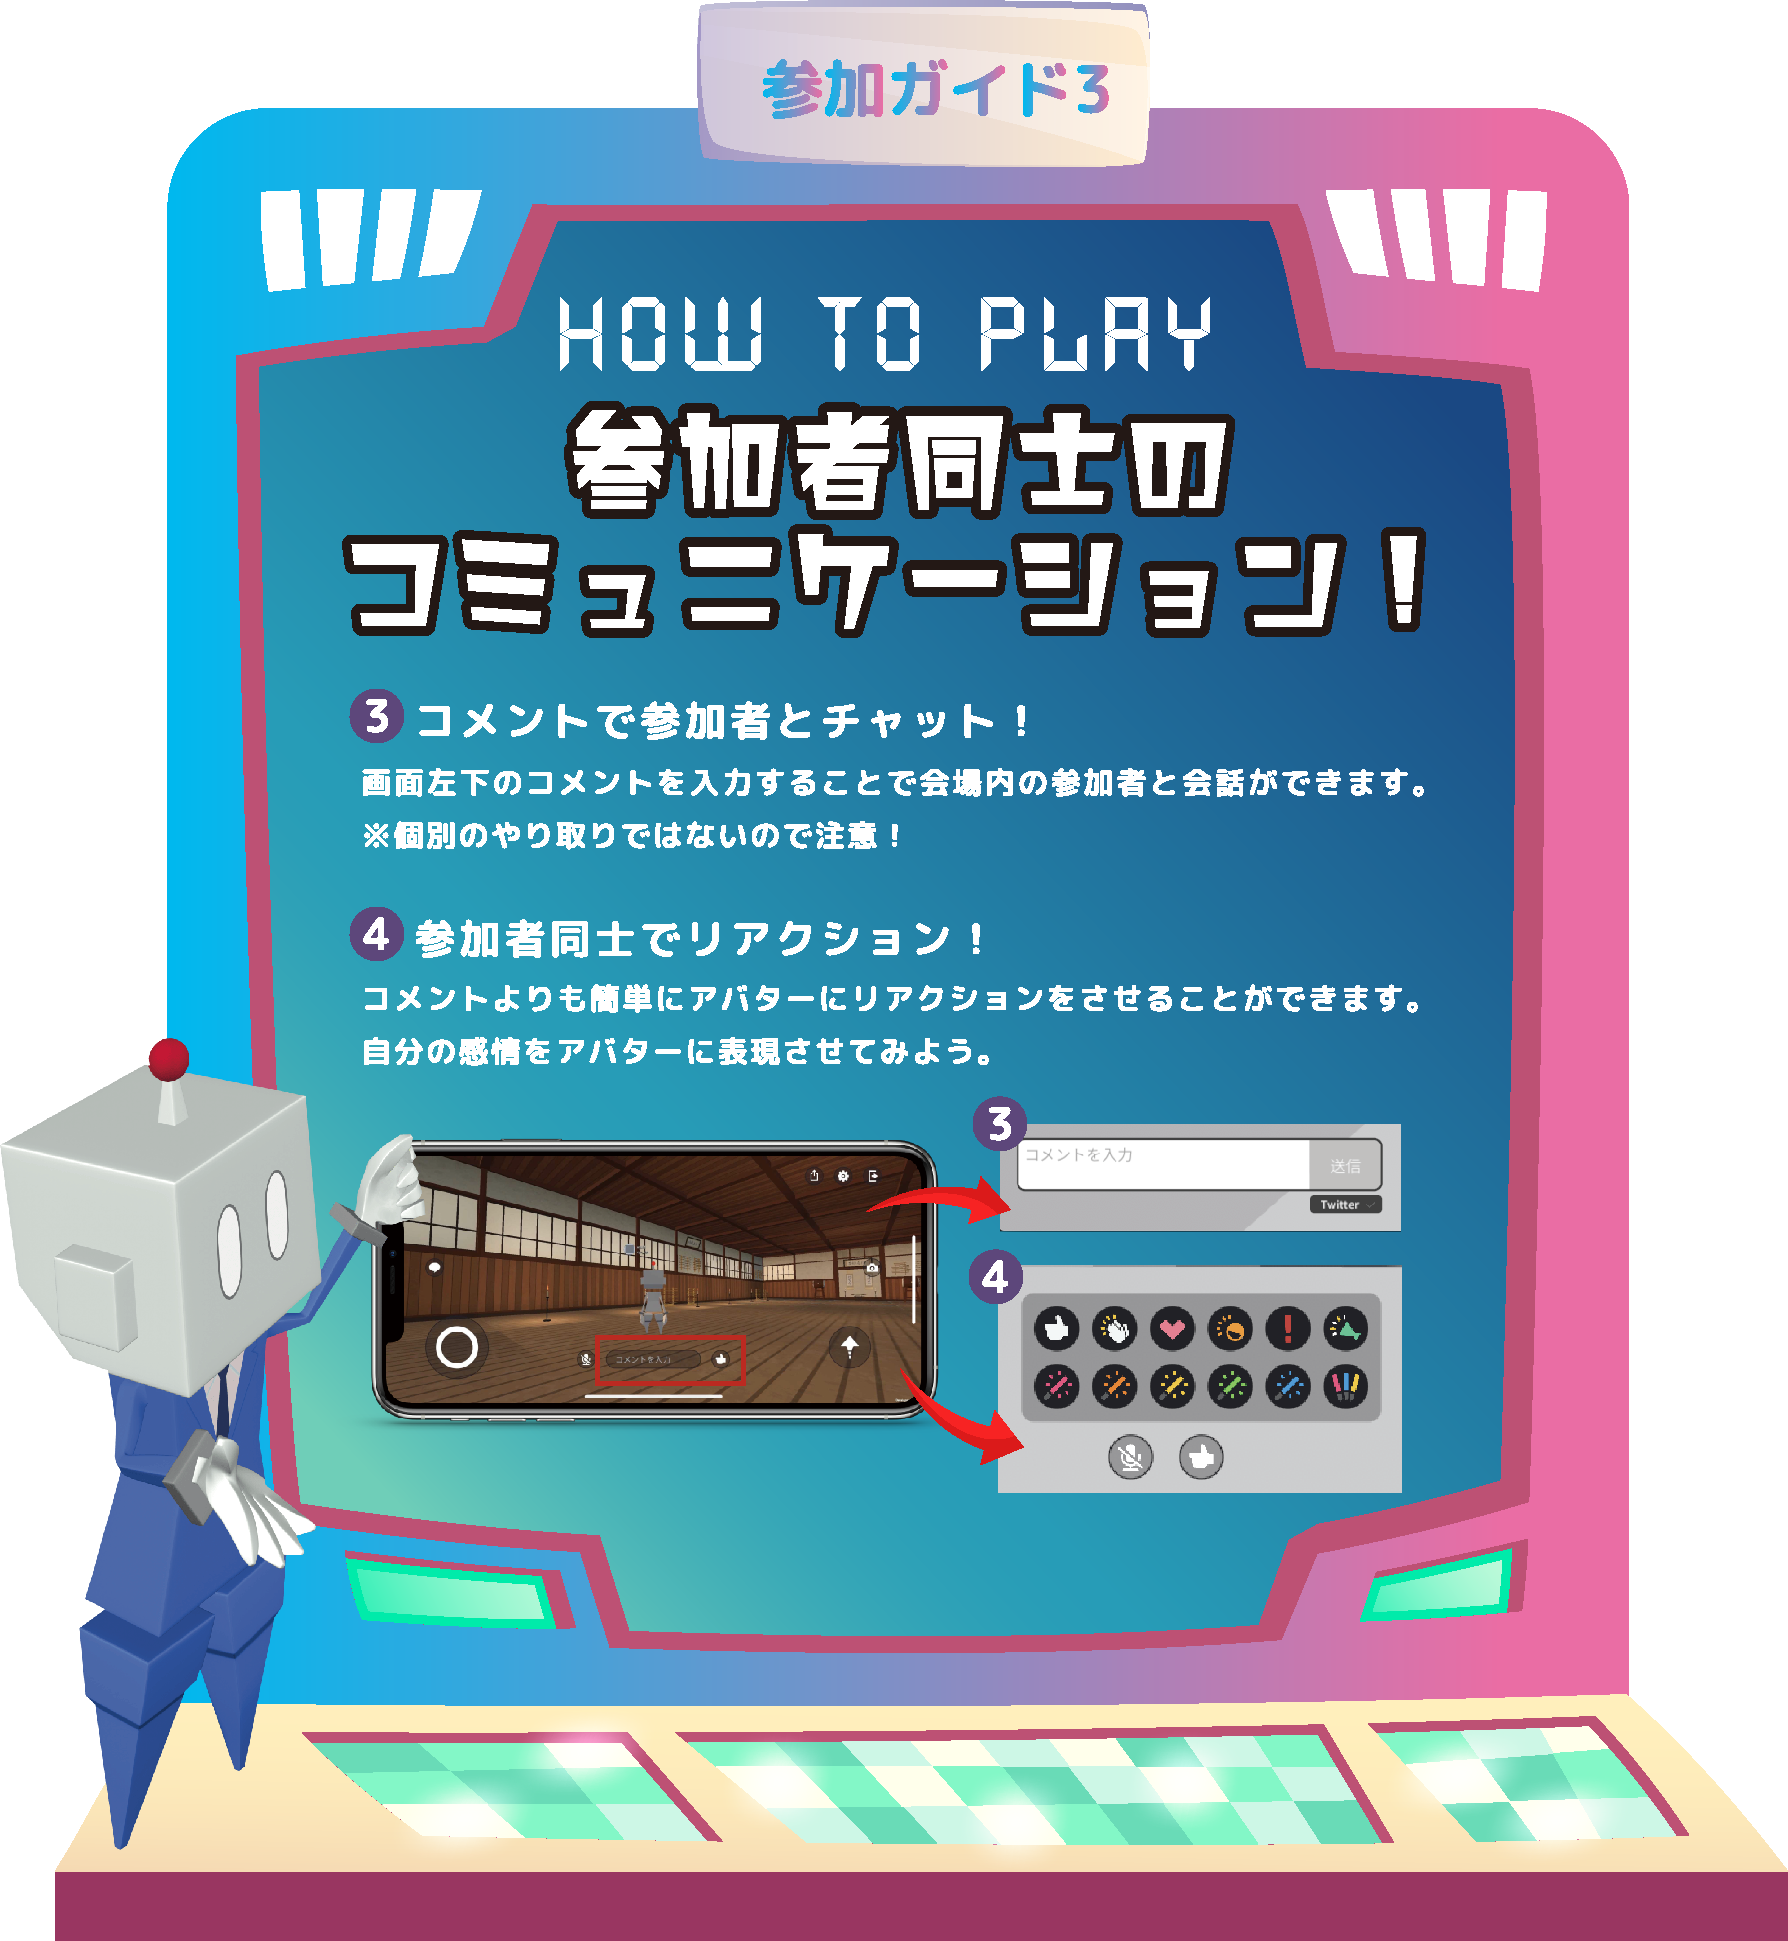 参加ガイド3
HOW TO PLAY
参加者同士の
コミュニケーション！
3 コメントで参加者とチャット！
画面左下のコメントを入力することで会場内の参加者と会話ができます。
※個別のやり取りではないので注意！
4 参加者同士でリアクション！
コメントよりも簡単にアバターにリアクションをさせることができます。
自分の感情をアバターに表現させてみよう。
3
コメントを入力
送信
Twitter
4
コメントを入力